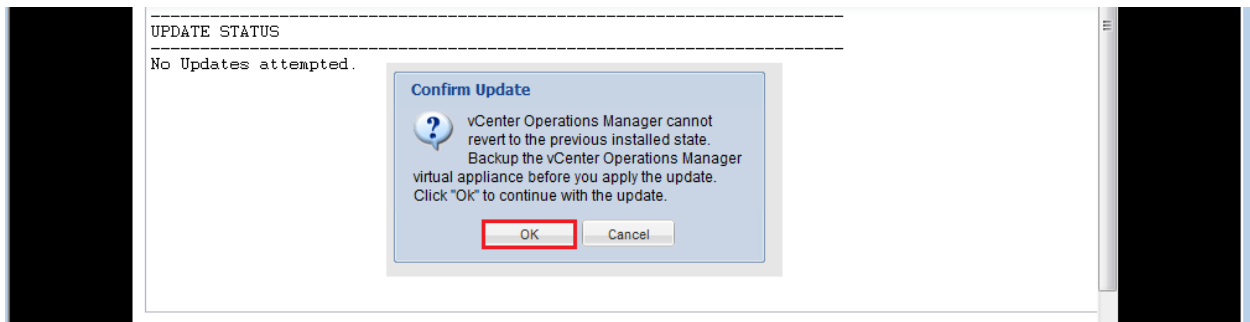 UPDATE STATUS
No Updates attempted.
Confirm Update
vCenter Operations Manager cannot
revert to the previous installed state.
Backup the vCenter Operations Manager
virtual appliance before you apply the update.
Click "Ok" to continue with the update.
OK Cancel